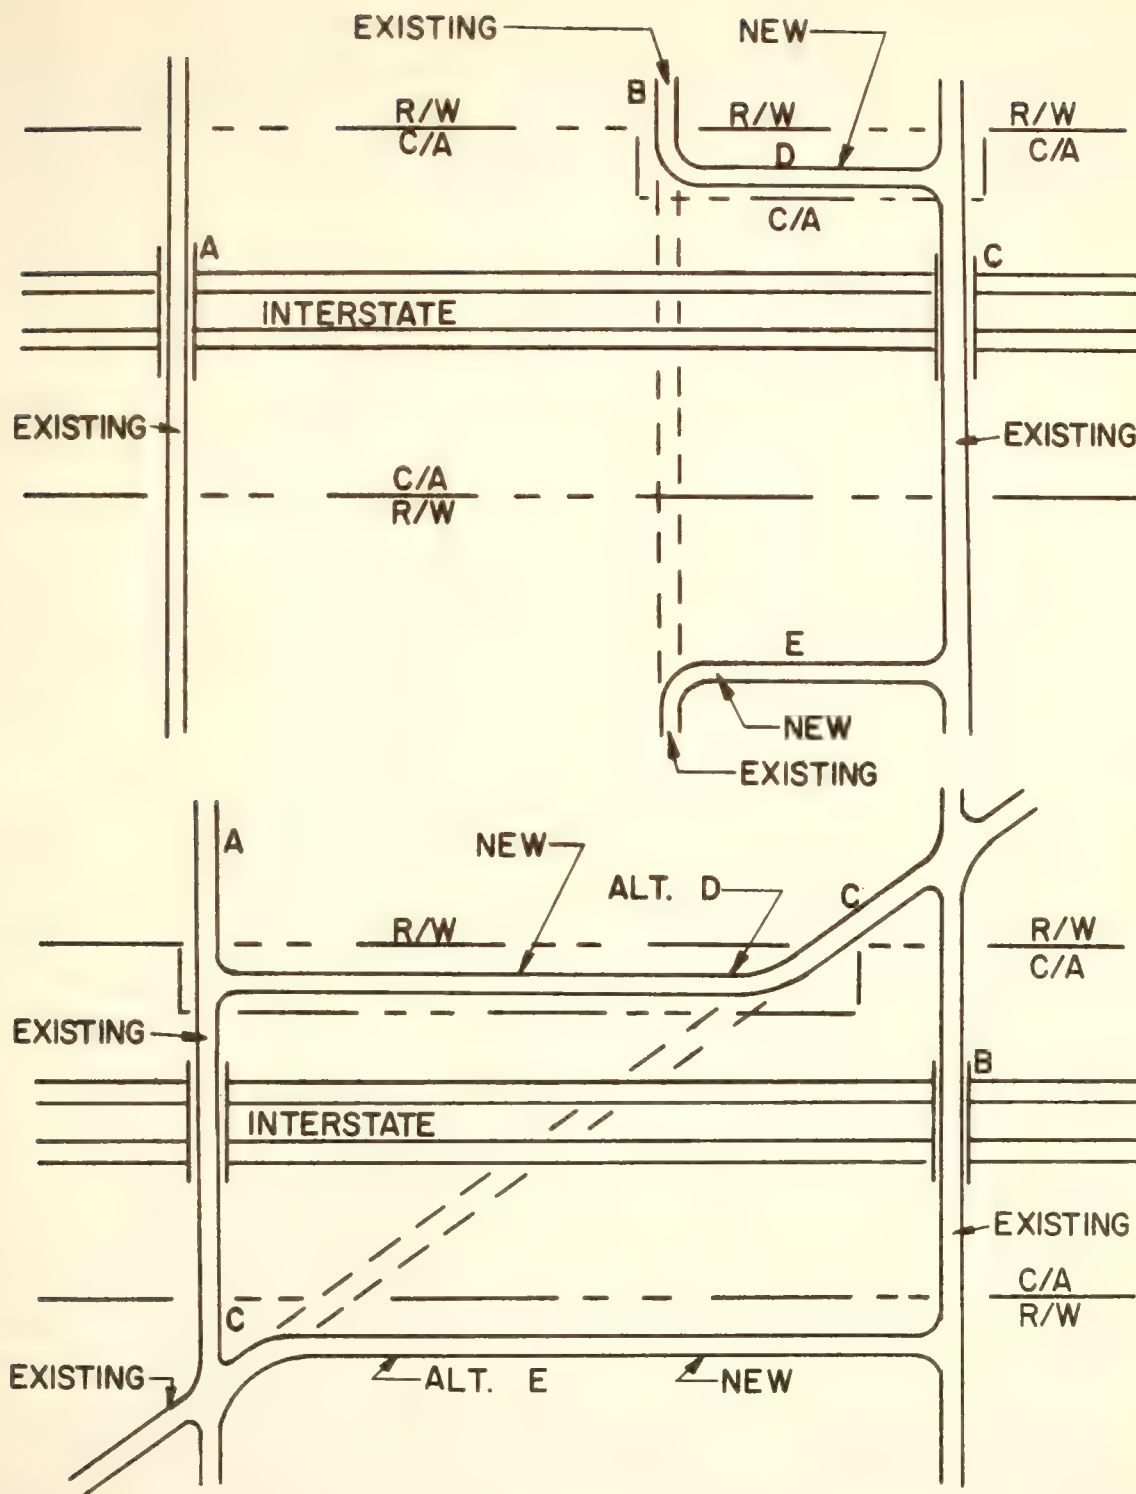 EXISTING NEW
B
R/W R/W R/W
C/A C/A
D
C/A
A C
INTERSTATE
EXISTING EXISTING
C/A
R/W
E
NEW
EXISTING
A NEW
ALT. D C
R/W R/W
C/A
EXISTING
B
INTERSTATE
EXISTING
C/A
C R/W
EXISTING ALT. E NEW